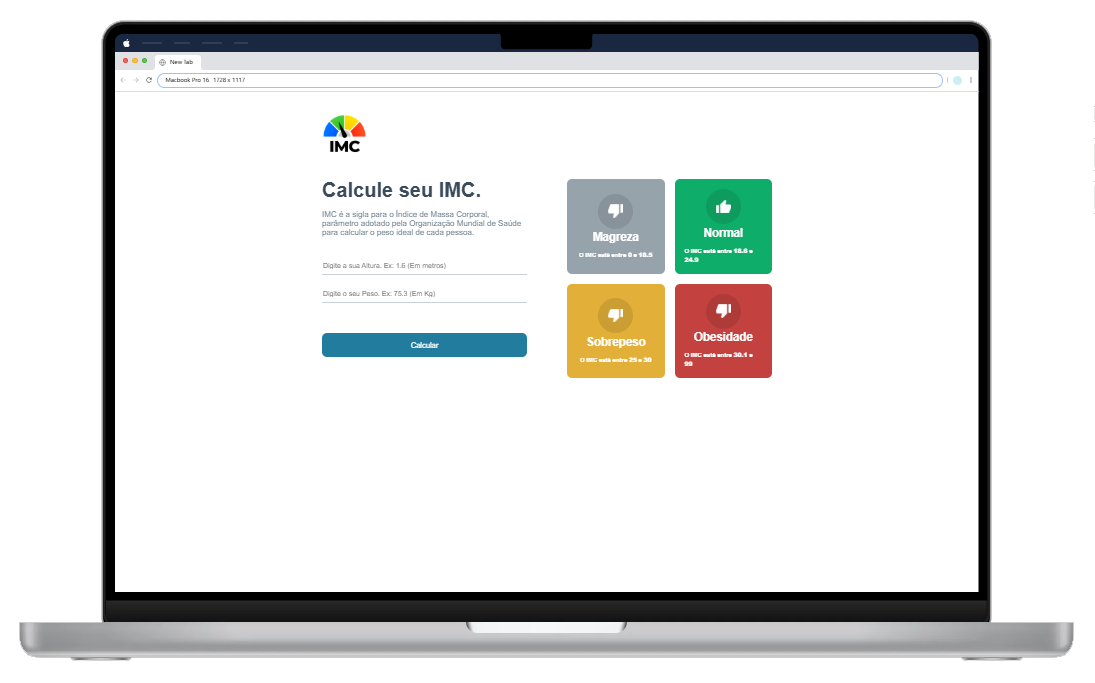 New tab
Macbook Pro 16 1728 x 1117
IMC
Calcule seu IMC.
IMC é a sigla para o Índice de Massa Corporal,
parâmetro adotado pela Organização Mundial de Saúde
para calcular o peso ideal de cada pessoa.
Digite a sua Altura. Ex: 1.6 (Em metros)
Digite o seu Peso. Ex: 75.3 (Em Kg)
Calcular
Magreza
O IMC está entre 0 e 18.5
Normal
O IMC está entre 18.6 e
24.9
Sobrepeso
O IMC está entre 25 e 30
Obesidade
O IMC está entre 30.1 e
99